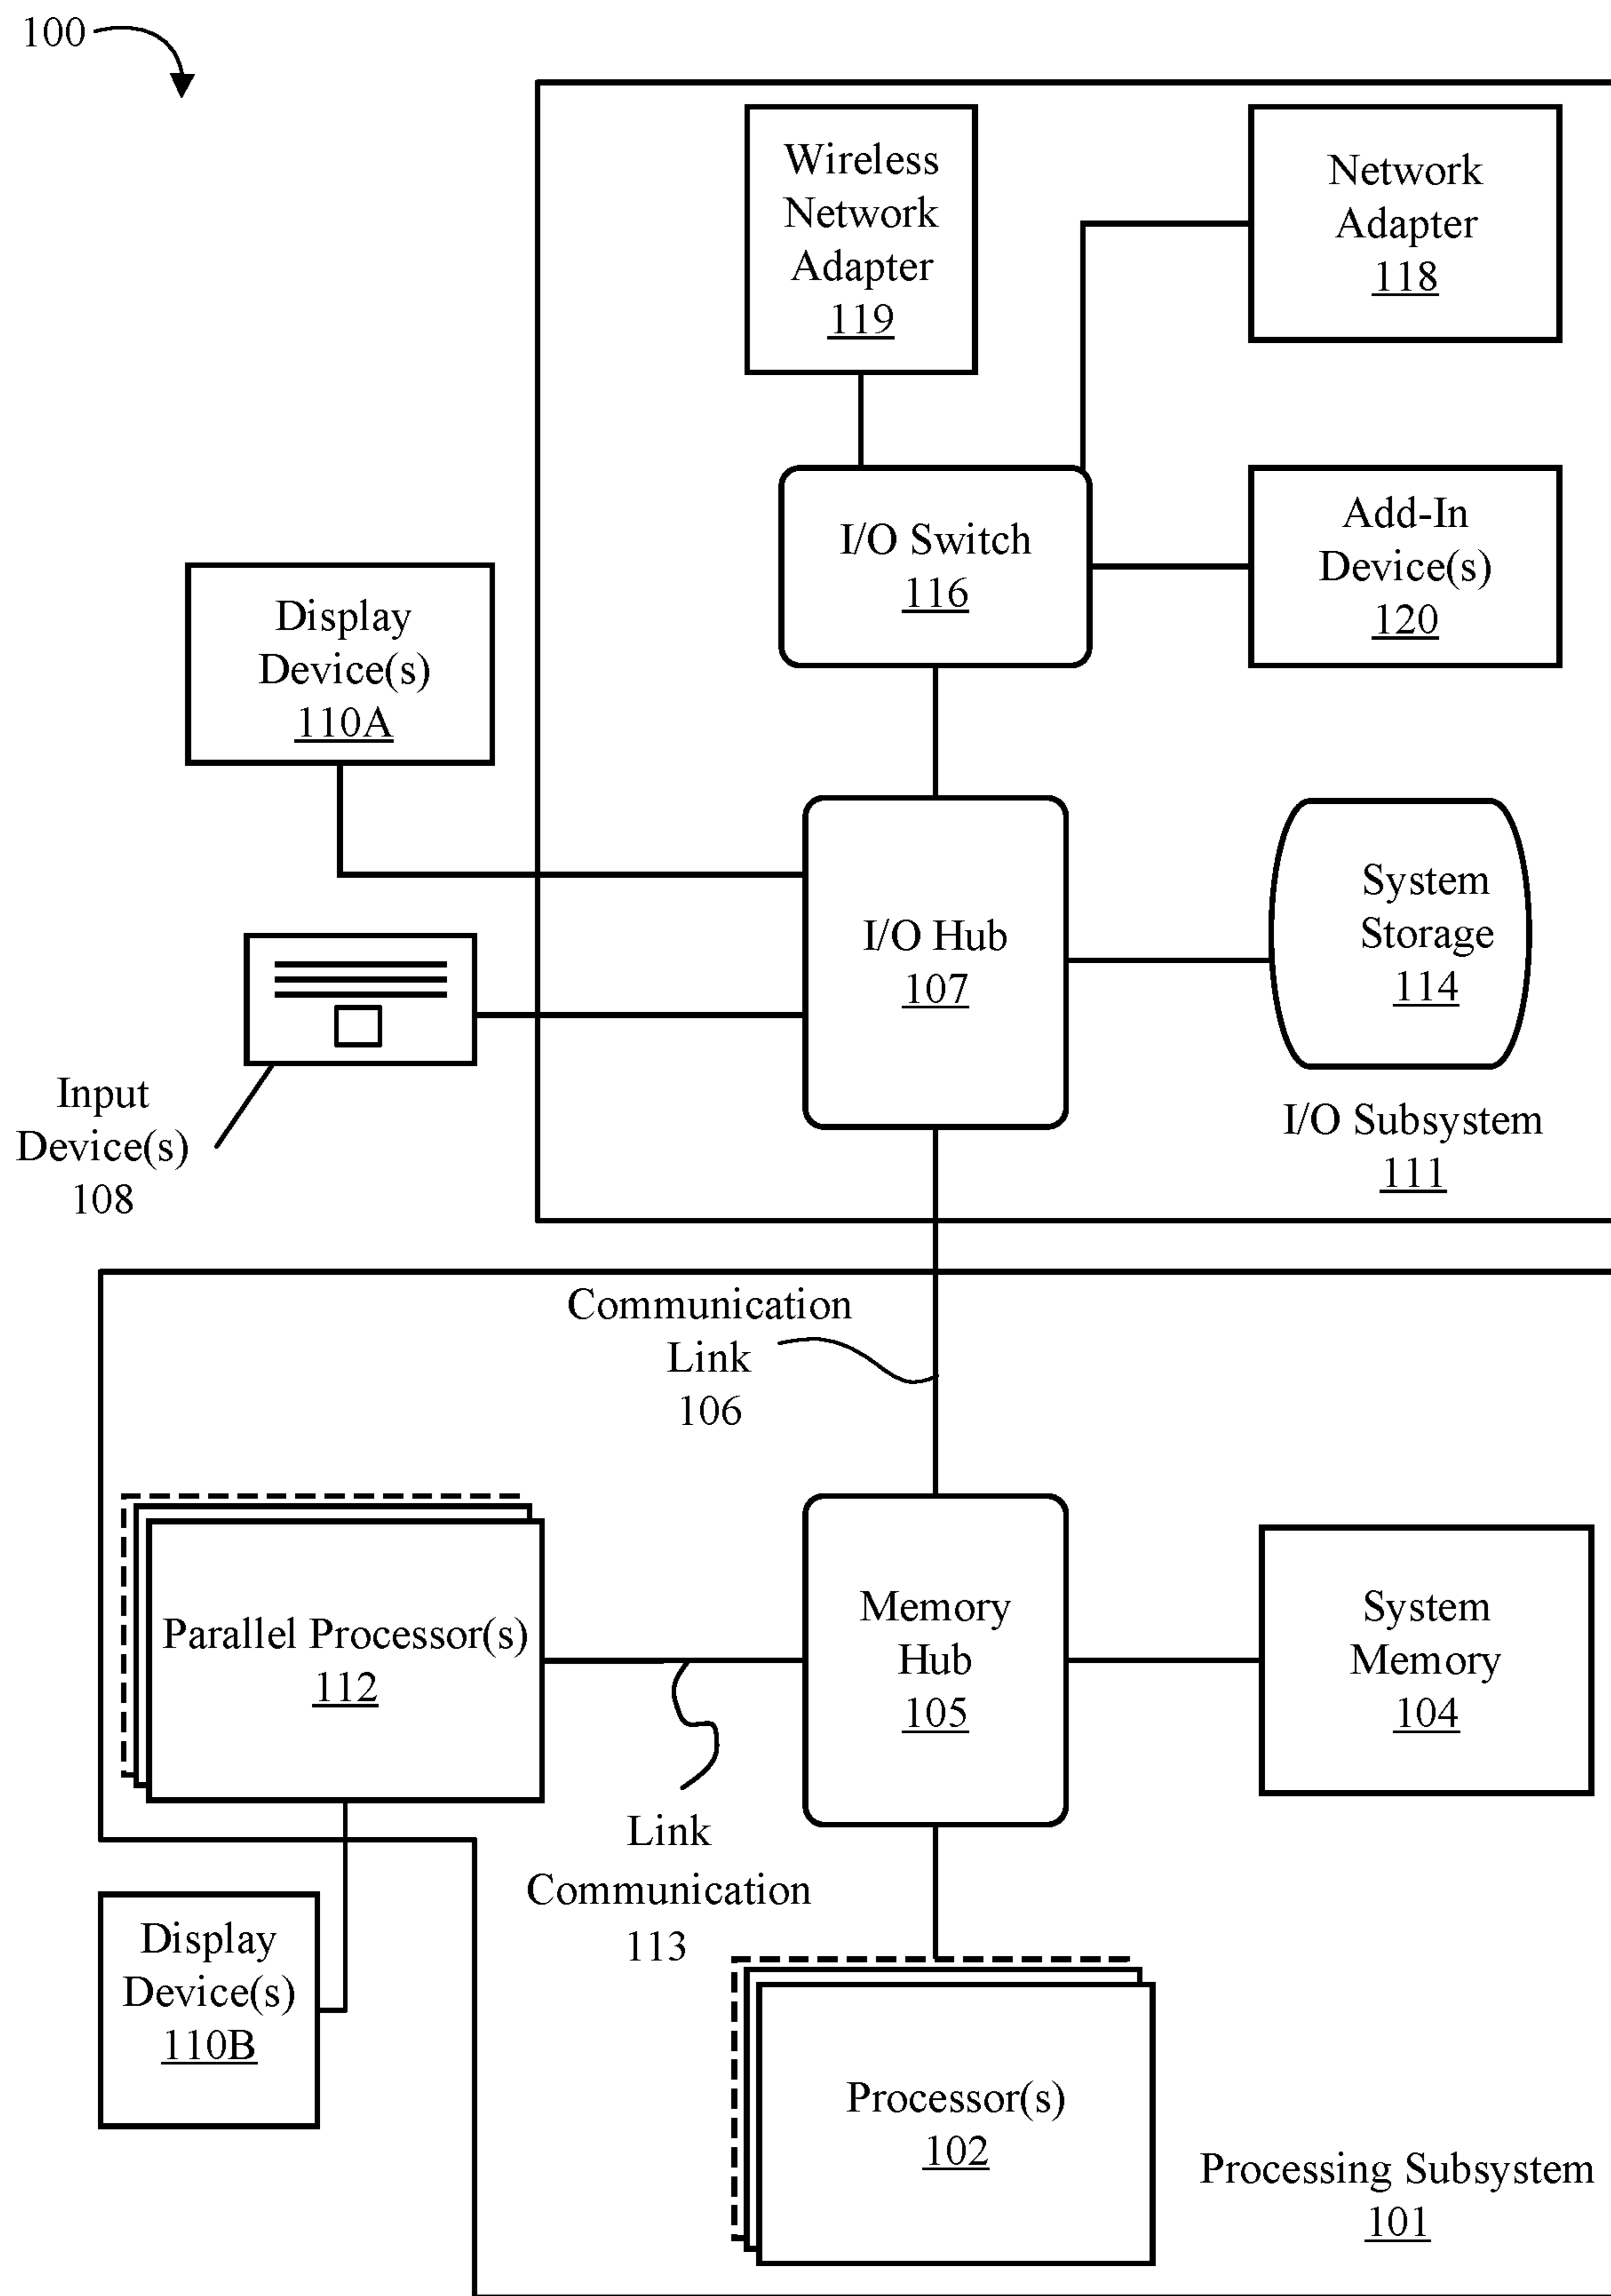 100
Wireless
Network
Adapter
119
Network
Adapter
118
I/O Switch
116
Add-In
Device(s)
120
Display
Device(s)
110A
I/O Hub
107
System
Storage
114
Input
Device(s)
108
I/O Subsystem
111
Communication
Link
106
Parallel Processor(s)
112
Memory
Hub
105
System
Memory
104
Link
Communication
113
Display
Device(s)
110B
Processor(s)
102
Processing Subsystem
101